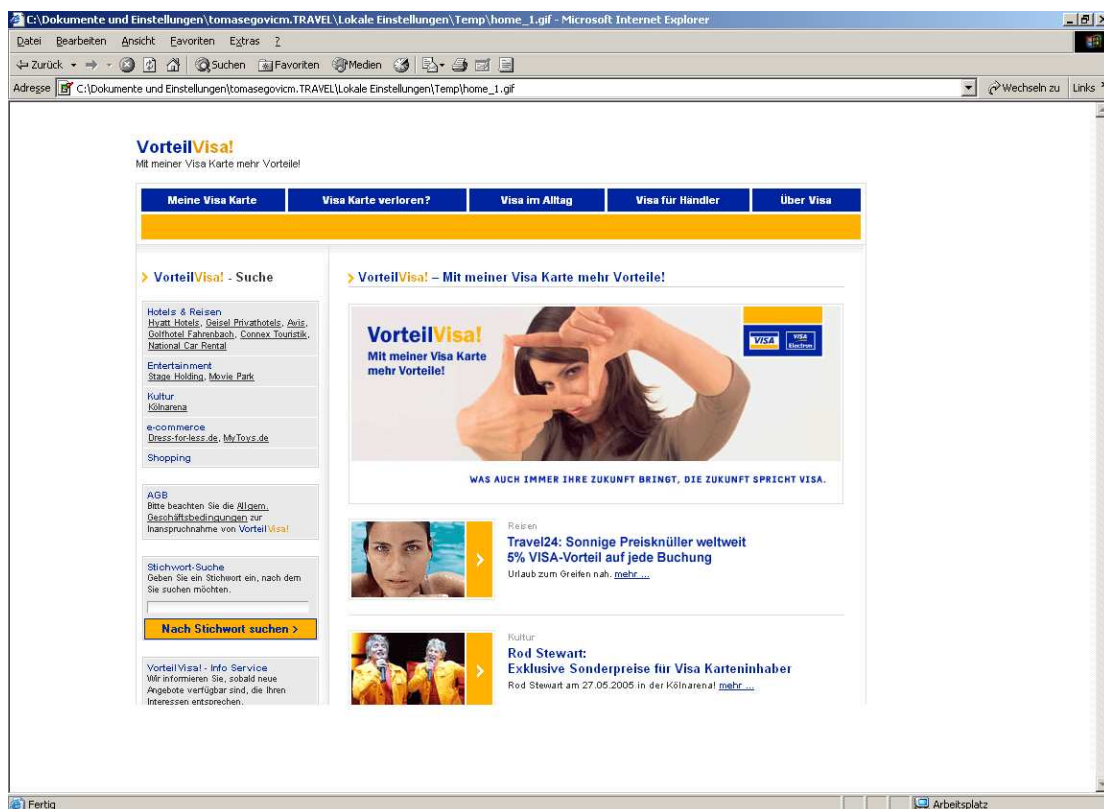 C:\Dokumente und Einstellungen\tomasegovicm.TRAVEL\Lokale Einstellungen\Temp\home_1.gif - Microsoft Internet Explorer
Datei Bearbeiten Ansicht Favoriten Extras ?
Zurück Suchen Favoriten Medien
Adresse C:\Dokumente und Einstellungen\tomasegovicm.TRAVEL\Lokale Einstellungen\Temp\home_1.gif Wechseln zu Links
VorteilVisa!
Mit meiner Visa Karte mehr Vorteile!
Meine Visa Karte Visa Karte verloren? Visa im Alltag Visa für Händler Über Visa
VorteilVisa! - Suche
Hotels & Reisen
Hyatt Hotels, Geisel Privathotels, Avis,
Golfhotel Fahrenbach, Connex Touristik,
National Car Rental
Entertainment
Stage Holding, Movie Park
Kultur
Kölnarena
e-commerce
Dress-for-less.de, MyToys.de
Shopping
AGB
Bitte beachten Sie die Allgem.
Geschäftsbedingungen zur
Inanspruchnahme von VorteilVisa!
Stichwort-Suche
Geben Sie ein Stichwort ein, nach dem
Sie suchen möchten.
Nach Stichwort suchen >
VorteilVisa! - Info Service
Wir informieren Sie, sobald neue
Angebote verfügbar sind, die Ihren
Interessen entsprechen.
VorteilVisa! – Mit meiner Visa Karte mehr Vorteile!
VorteilVisa!
Mit meiner Visa Karte
mehr Vorteile!
VISA VISA
Electron
WAS AUCH IMMER IHRE ZUKUNFT BRINGT, DIE ZUKUNFT SPRICHT VISA.
Reisen
Travel24: Sonnige Preisknüller weltweit
5% VISA-Vorteil auf jede Buchung
Urlaub zum Greifen nah. mehr ...
Kultur
Rod Stewart:
Exklusive Sonderpreise für Visa Karteninhaber
Rod Stewart am 27.05.2005 in der Kölnarena! mehr ...
Fertig Arbeitsplatz